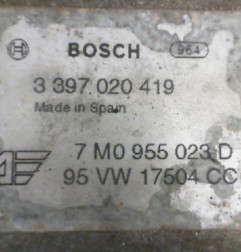 BOSCH 964
3 397 020 419
Made in Spain
7 M0 955 023 D
95 VW 17504 CC